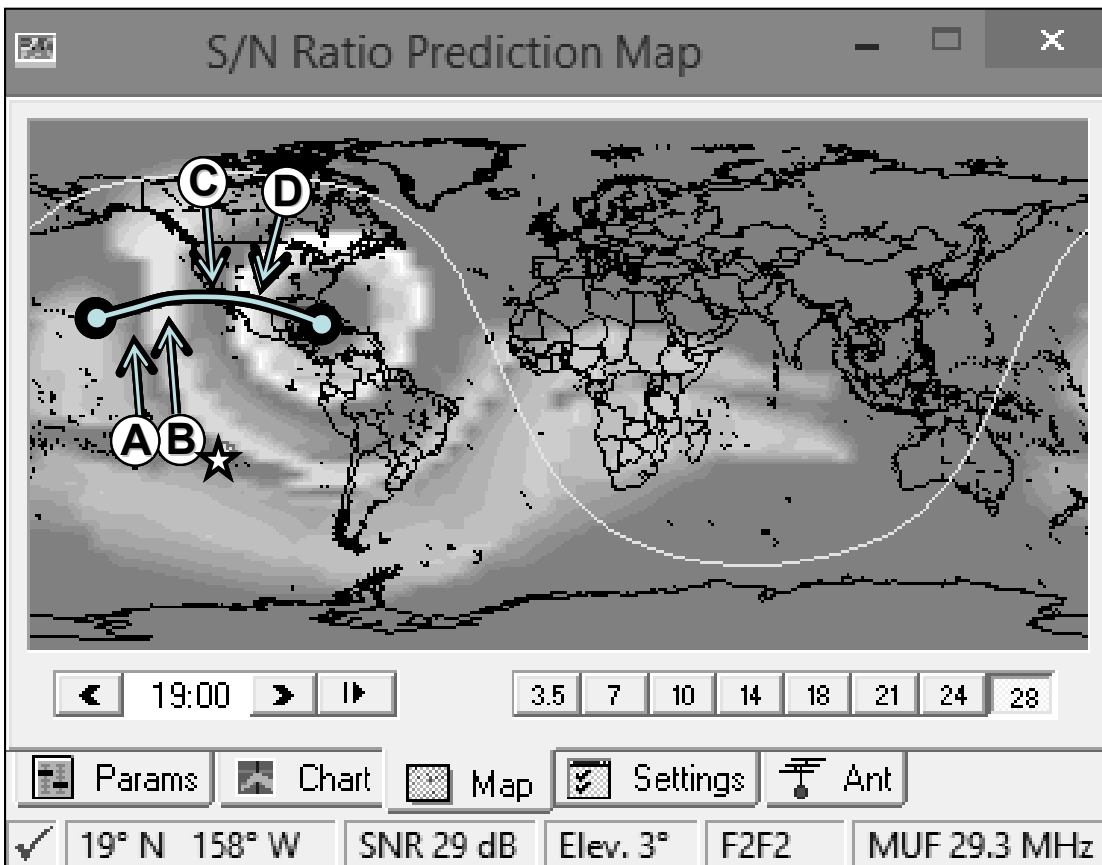 S/N Ratio Prediction Map
C D
A B
19:00 3.5 7 10 14 18 21 24 28
Params Chart Map Settings Ant
19° N 158° W SNR 29 dB Elev. 3° F2F2 MUF 29.3 MHz